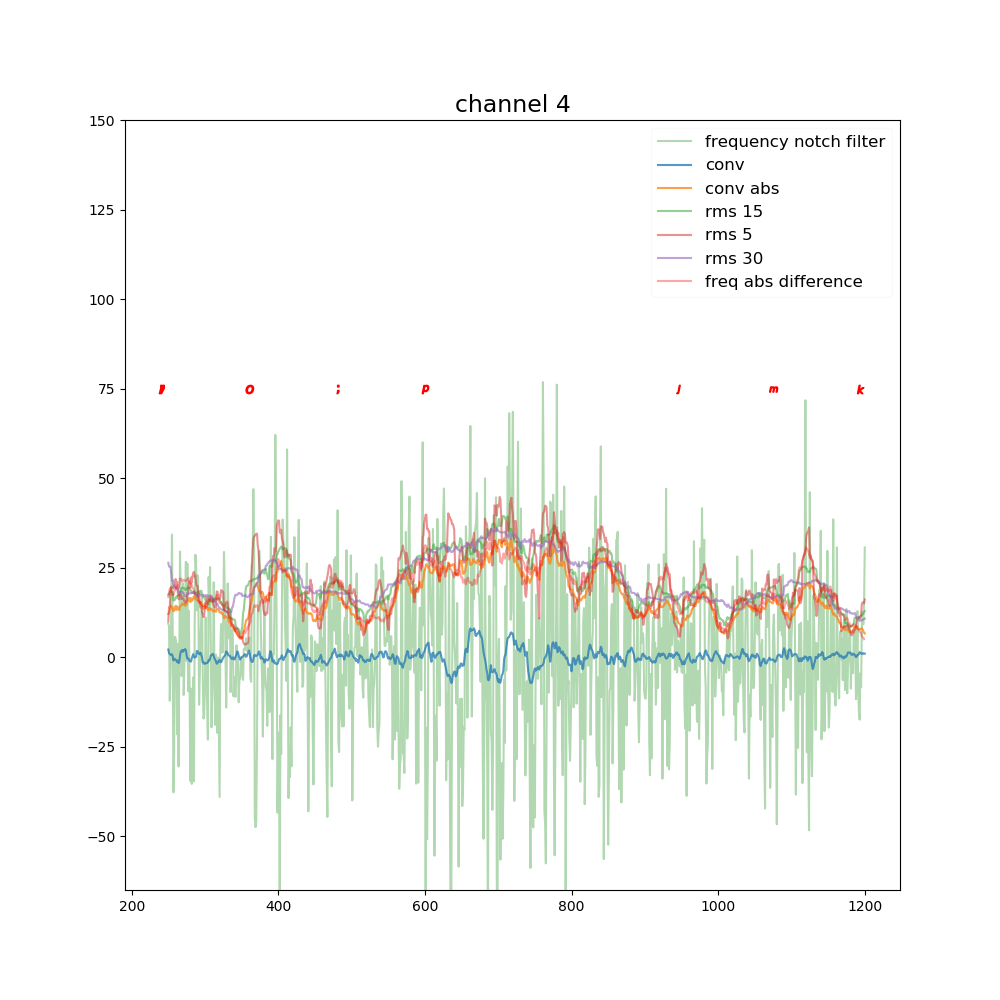 channel 4
150
125
100
75
50
25
0
−25
−50
frequency notch filter
conv
conv abs
rms 15
rms 5
rms 30
freq abs difference
o ; p j m k
200 400 600 800 1000 1200